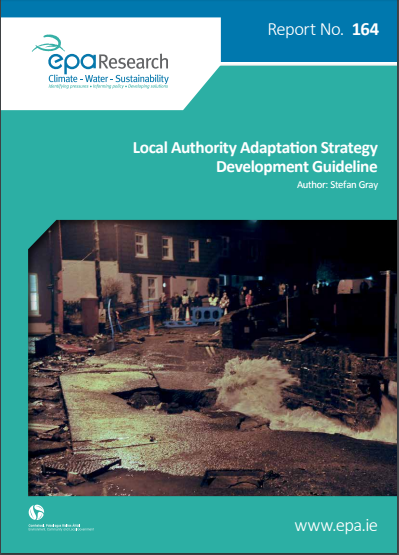 Report No. 164
epaResearch
Climate – Water – Sustainability
Identifying pressures • Informing policy • Developing solutions
Local Authority Adaptation Strategy
Development Guideline
Author: Stefan Gray
www.epa.ie